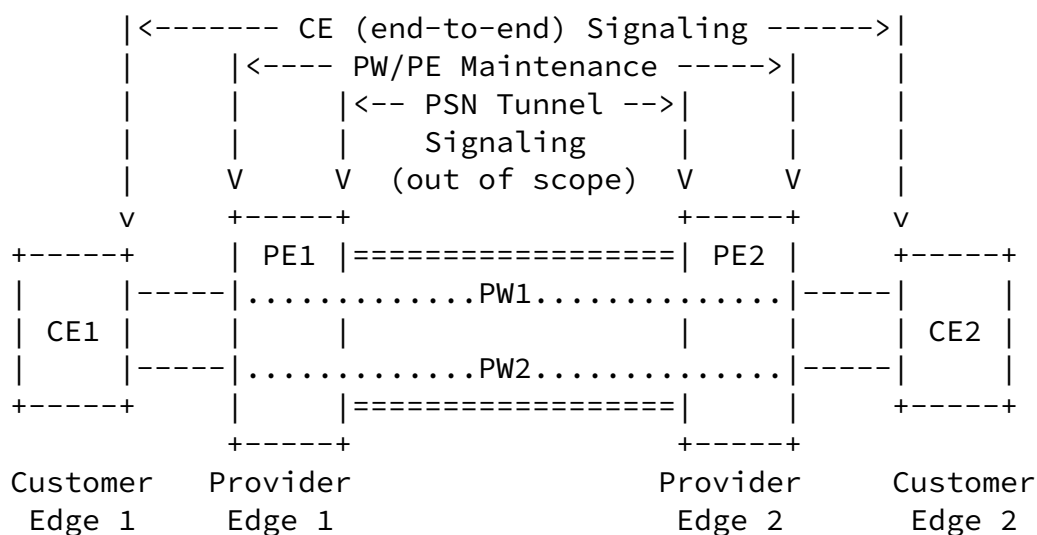 |<------- CE (end-to-end) Signaling ------>|
|     |<---- PW/PE Maintenance ----->|     |
|     |     |<-- PSN Tunnel -->|     |     |
|     |     |    Signaling     |     |     |
|     V     V  (out of scope)  V     V     |
v     +-----+                  +-----+     v
+-----+     | PE1 |==================| PE2 |     +-----+
|     |-----|.............PW1..............|-----|     |
| CE1 |     |     |                  |     |     | CE2 |
|     |-----|.............PW2..............|-----|     |
+-----+     |     |==================|     |     +-----+
+-----+                  +-----+
Customer   Provider                 Provider     Customer
Edge 1     Edge 1                   Edge 2       Edge 2